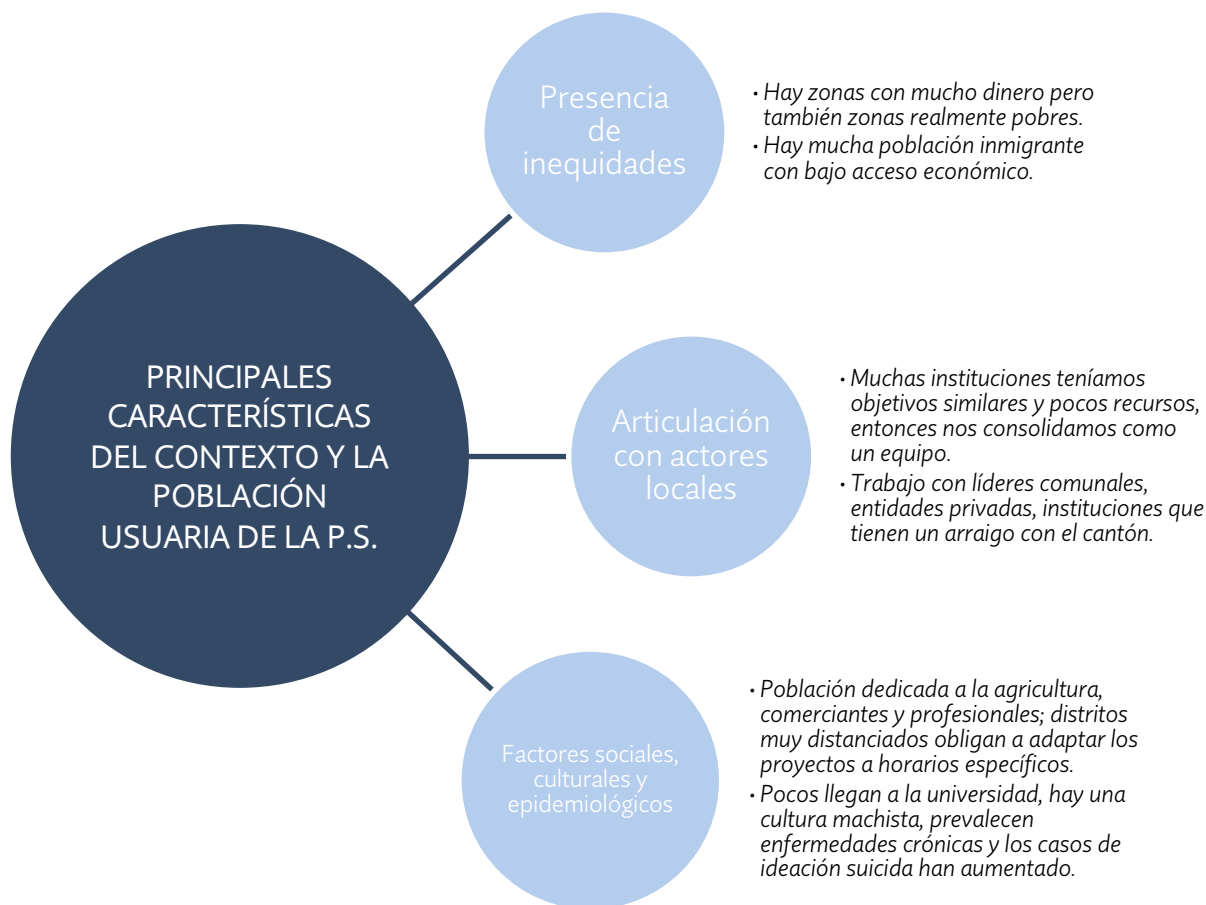 Presencia
de
inequidades
• Hay zonas con mucho dinero pero
también zonas realmente pobres.
• Hay mucha población inmigrante
con bajo acceso económico.
PRINCIPALES
CARACTERÍSTICAS
DEL CONTEXTO Y LA
POBLACIÓN
USUARIA DE LA P.S.
Articulación
con actores
locales
• Muchas instituciones teníamos
objetivos similares y pocos recursos,
entonces nos consolidamos como
un equipo.
• Trabajo con líderes comunales,
entidades privadas, instituciones que
tienen un arraigo con el cantón.
Factores sociales,
culturales y
epidemiológicos
• Población dedicada a la agricultura,
comerciantes y profesionales; distritos
muy distanciados obligan a adaptar los
proyectos a horarios específicos.
• Pocos llegan a la universidad, hay una
cultura machista, prevalecen
enfermedades crónicas y los casos de
ideación suicida han aumentado.